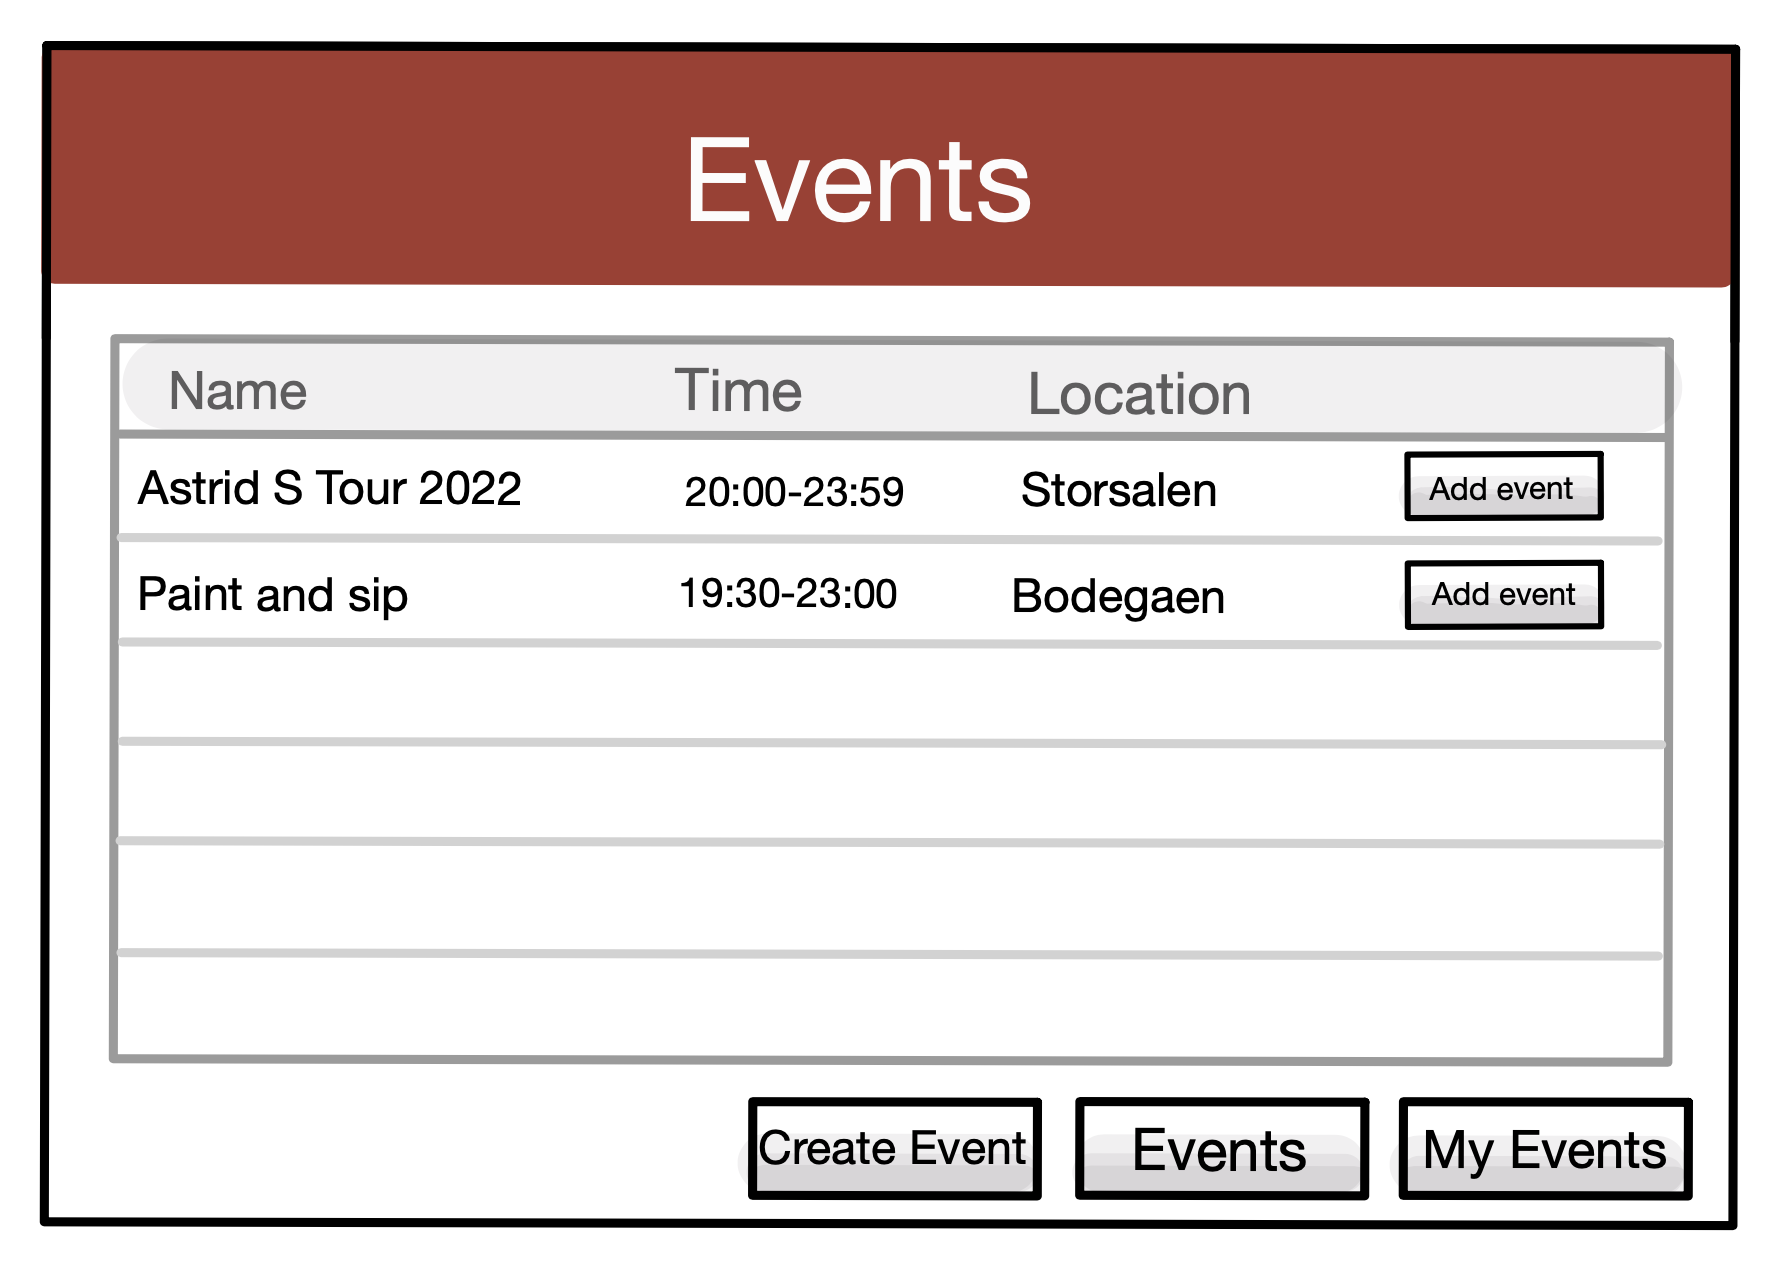 Events
Name Time Location
Astrid S Tour 2022 20:00-23:59 Storsalen Add event
Paint and sip 19:30-23:00 Bodegaen Add event
Create Event Events My Events